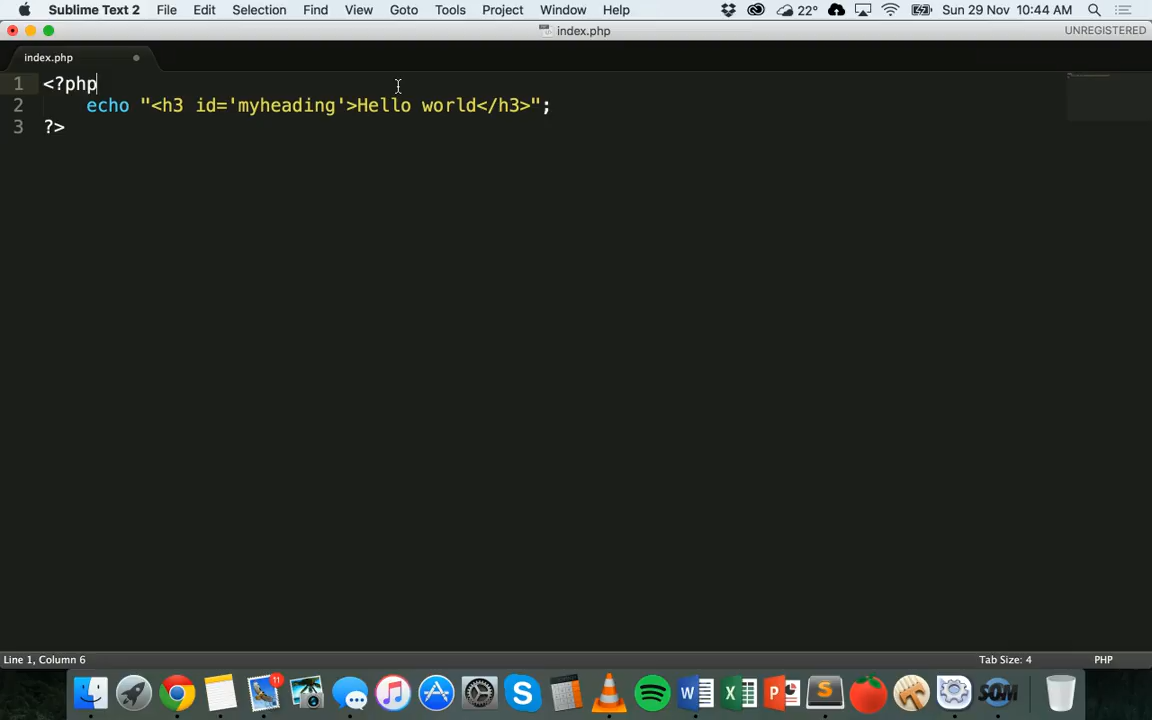 Sublime Text 2 File Edit Selection Find View Goto Tools Project Window Help 22° Sun 29 Nov 10:44 AM
index.php UNREGISTERED
index.php
1 <?php
2 echo "<h3 id='myheading'>Hello world</h3>";
3 ?>
Line 1, Column 6 Tab Size: 4 PHP
11
S W X P S SOM